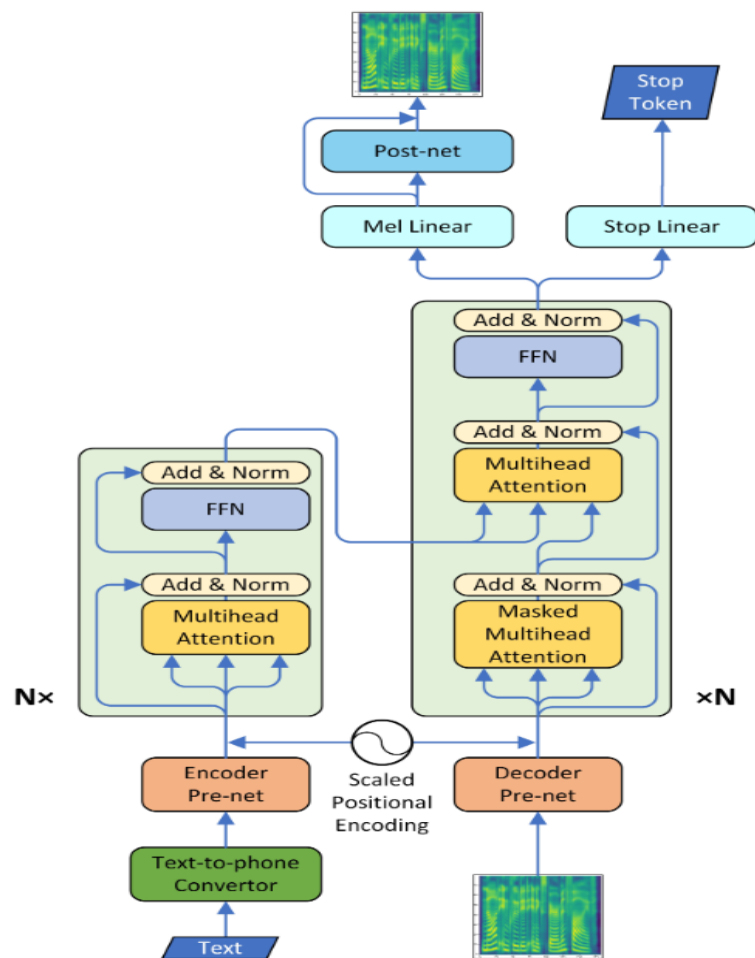 Stop
Token
Post-net
Mel Linear
Stop Linear
Add & Norm
FFN
Add & Norm
Multihead
Attention
Add & Norm
Masked
Multihead
Attention
Add & Norm
FFN
Add & Norm
Multihead
Attention
N×
×N
Encoder
Pre-net
Scaled
Positional
Encoding
Decoder
Pre-net
Text-to-phone
Convertor
Text